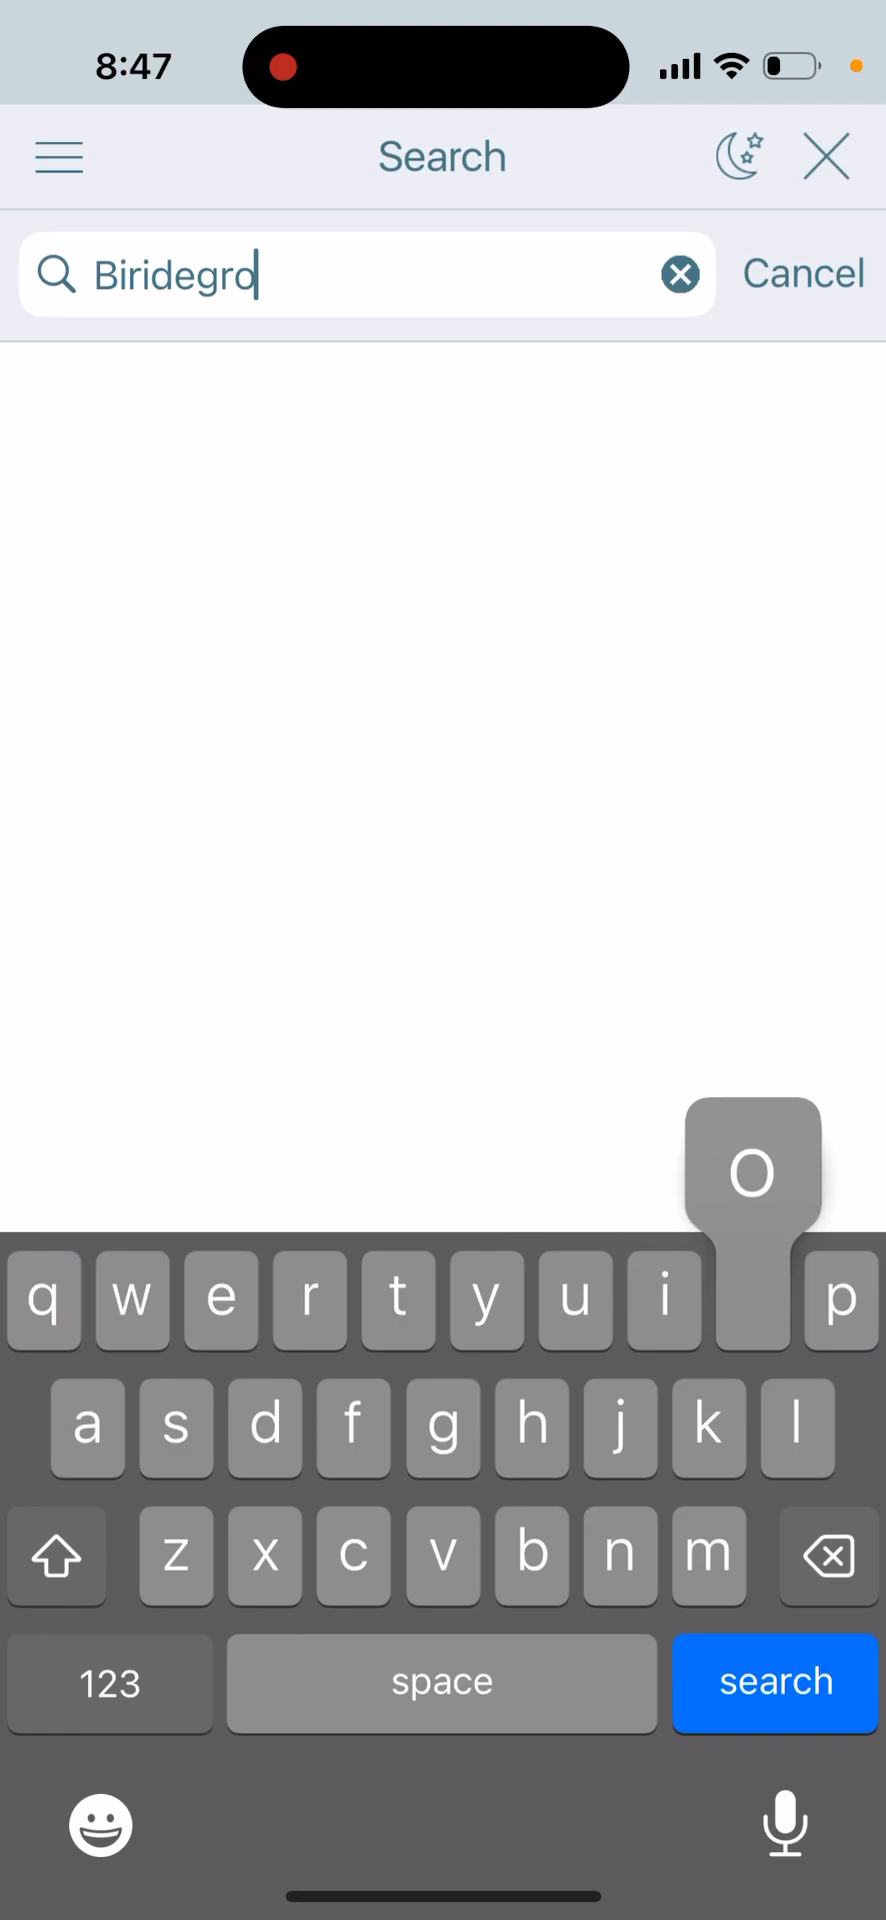 8:47
Search
Biridegro
Cancel
O
q w e r t y u i p
a s d f g h j k l
z x c v b n m
123 space search